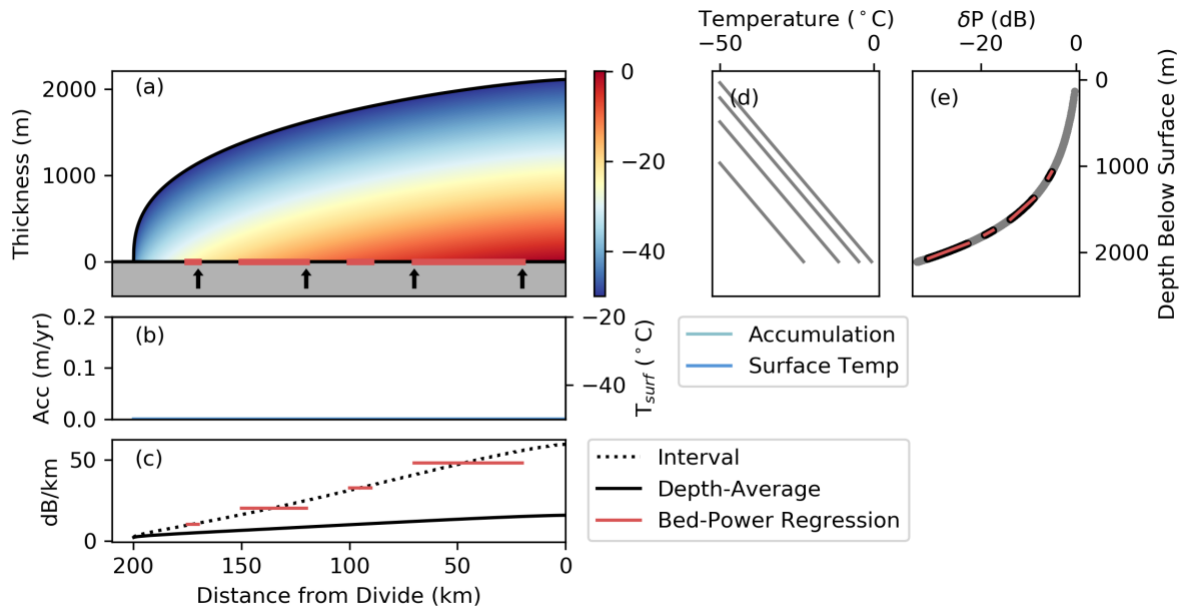 Temperature (°C)
−50 0
δP (dB)
−20 0
(a)
Thickness (m)
2000
1000
0
0
−20
−40
(d)
(e)
0
1000
2000
Depth Below Surface (m)
(b)
Acc (m/yr)
0.2
0.1
0.0
−20
−40
T_surf (°C)
Accumulation
Surface Temp
(c)
dB/km
50
0
200 150 100 50 0
Distance from Divide (km)
Interval
Depth-Average
Bed-Power Regression